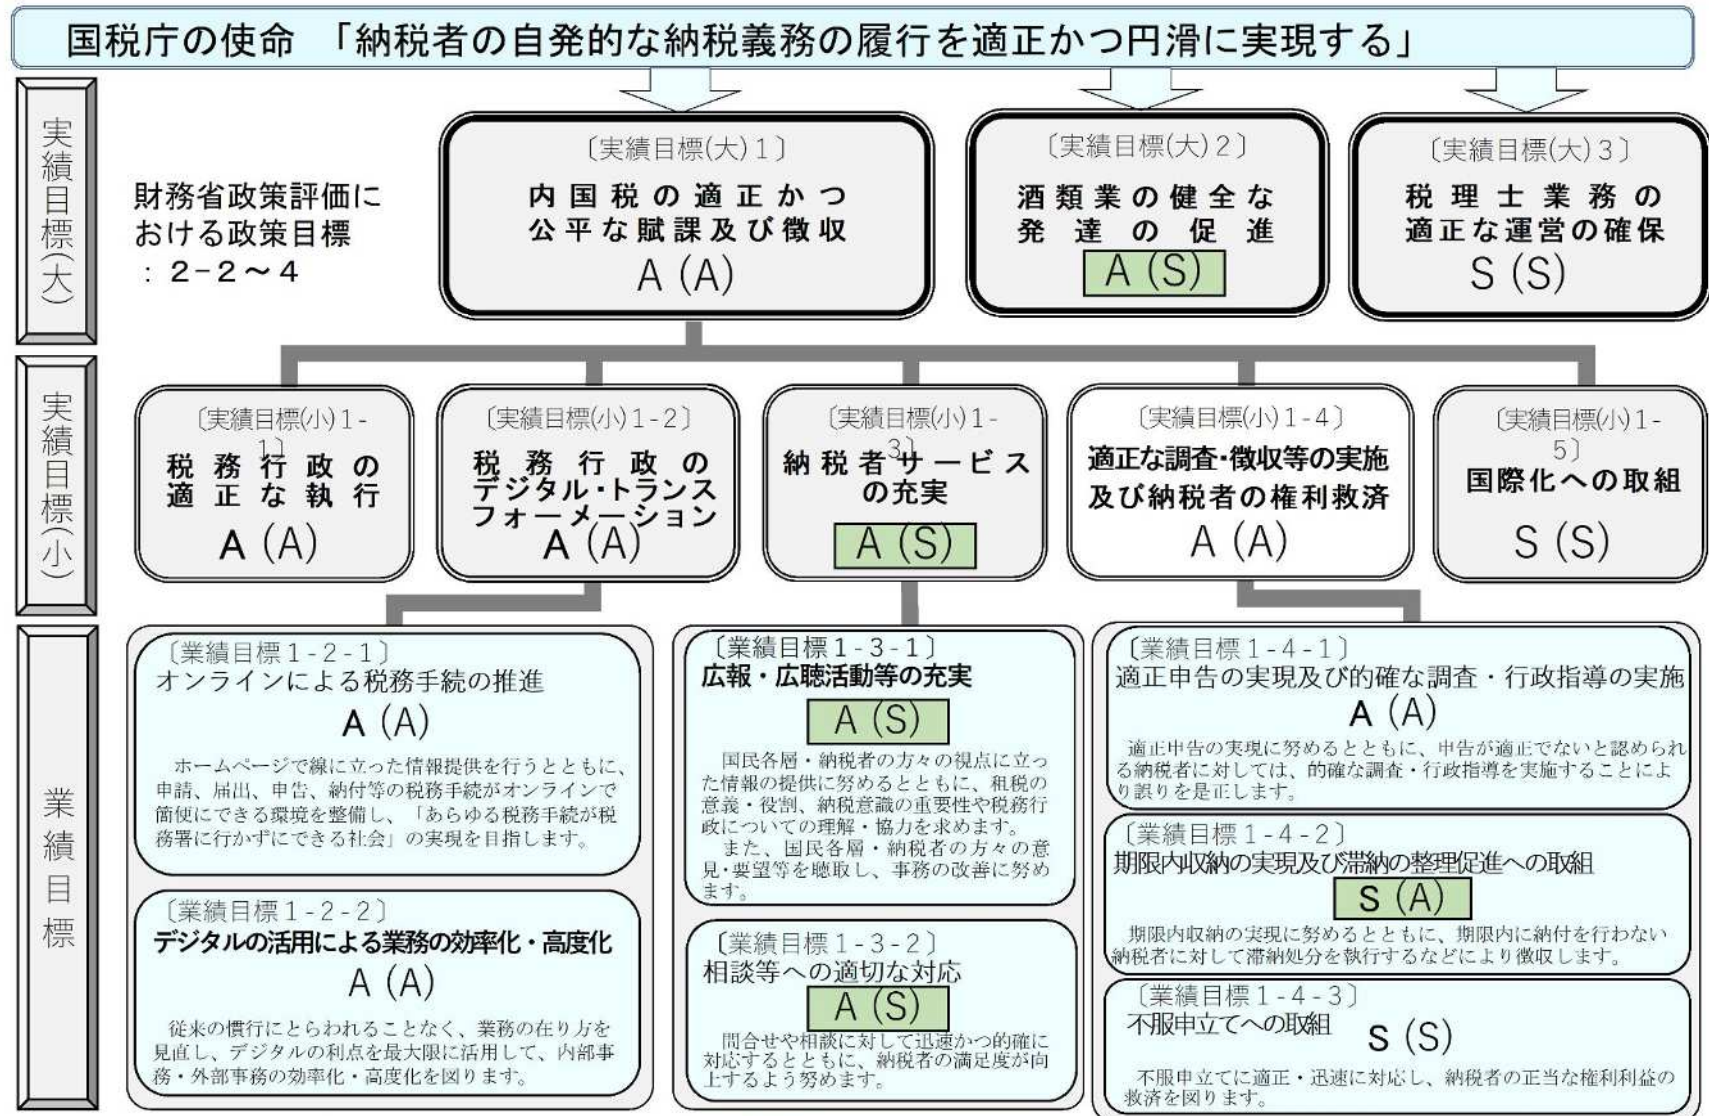 国税庁の使命 「納税者の自発的な納税義務の履行を適正かつ円滑に実現する」
実績目標(大)
財務省政策評価に
おける政策目標
：２－２～４
〔実績目標(大)１〕
内国税の適正かつ
公平な賦課及び徴収
A (A)
〔実績目標(大)２〕
酒類業の健全な
発達の促進
A (S)
〔実績目標(大)３〕
税理士業務の
適正な運営の確保
S (S)
実績目標(小)
〔実績目標(小)1-
1〕
税務行政の
適正な執行
A (A)
〔実績目標(小)1-2〕
税務行政の
デジタル・トランス
フォーメーション
A (A)
〔実績目標(小)1-
3〕
納税者サービス
の充実
A (S)
〔実績目標(小)1-4〕
適正な調査・徴収等の実施
及び納税者の権利救済
A (A)
〔実績目標(小)1-
5〕
国際化への取組
S (S)
業績目標
〔業績目標1-2-1〕
オンラインによる税務手続の推進
A (A)
ホームページで線に立った情報提供を行うとともに、
申請、届出、申告、納付等の税務手続がオンラインで
簡便にできる環境を整備し、「あらゆる税務手続が税
務署に行かずにできる社会」の実現を目指します。
〔業績目標1-2-2〕
デジタルの活用による業務の効率化・高度化
A (A)
従来の慣行にとらわれることなく、業務の在り方を
見直し、デジタルの利点を最大限に活用して、内部事
務・外部事務の効率化・高度化を図ります。
〔業績目標1-3-1〕
広報・広聴活動等の充実
A (S)
国民各層・納税者の方々の視点に立っ
た情報の提供に努めるとともに、租税の
意義・役割、納税意識の重要性や税務行
政についての理解・協力を求めます。
また、国民各層・納税者の方々の意
見・要望等を聴取し、事務の改善に努め
ます。
〔業績目標1-3-2〕
相談等への適切な対応
A (S)
問合せや相談に対して迅速かつ的確に
対応するとともに、納税者の満足度が向
上するよう努めます。
〔業績目標1-4-1〕
適正申告の実現及び的確な調査・行政指導の実施
A (A)
適正申告の実現に努めるとともに、申告が適正でないと認められ
る納税者に対しては、的確な調査・行政指導を実施することによ
り誤りを是正します。
〔業績目標1-4-2〕
期限内収納の実現及び滞納の整理促進への取組
S (A)
期限内収納の実現に努めるとともに、期限内に納付を行わない
納税者に対して滞納処分を執行するなどにより徴収します。
〔業績目標1-4-3〕
不服申立てへの取組
S (S)
不服申立てに適正・迅速に対応し、納税者の正当な権利利益の
救済を図ります。